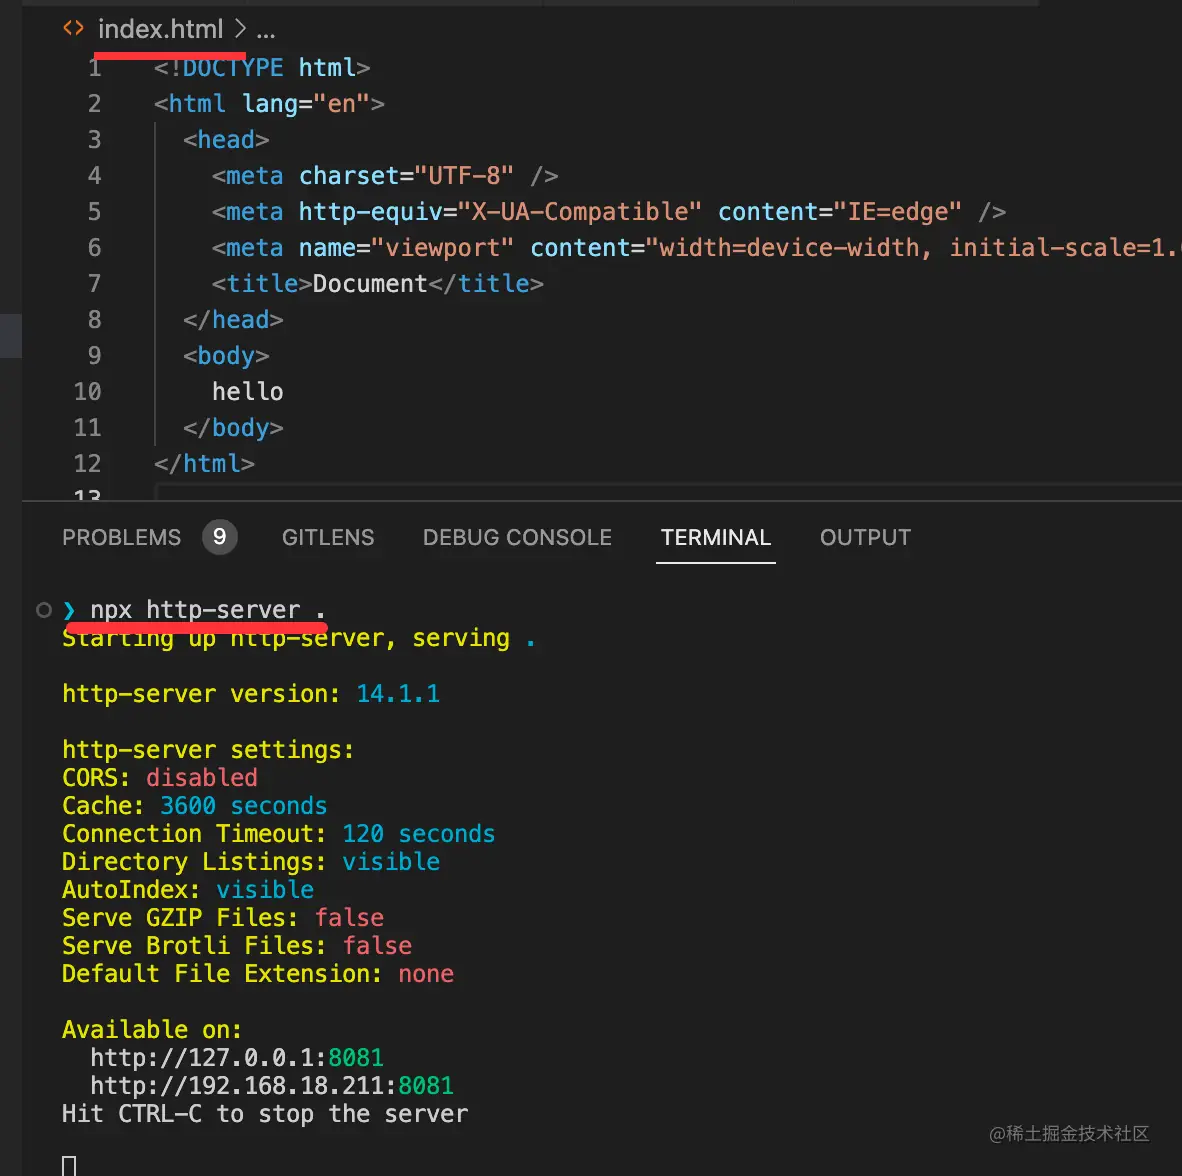 <> index.html > ...
1 <!DOCTYPE html>
2 <html lang="en">
3 <head>
4 <meta charset="UTF-8" />
5 <meta http-equiv="X-UA-Compatible" content="IE=edge" />
6 <meta name="viewport" content="width=device-width, initial-scale=1.
7 <title>Document</title>
8 </head>
9 <body>
10 hello
11 </body>
12 </html>
13
PROBLEMS 9 GITLENS DEBUG CONSOLE TERMINAL OUTPUT
❯ npx http-server .
Starting up http-server, serving .
http-server version: 14.1.1
http-server settings:
CORS: disabled
Cache: 3600 seconds
Connection Timeout: 120 seconds
Directory Listings: visible
AutoIndex: visible
Serve GZIP Files: false
Serve Brotli Files: false
Default File Extension: none
Available on:
http://127.0.0.1:8081
http://192.168.18.211:8081
Hit CTRL-C to stop the server
@稀土掘金技术社区